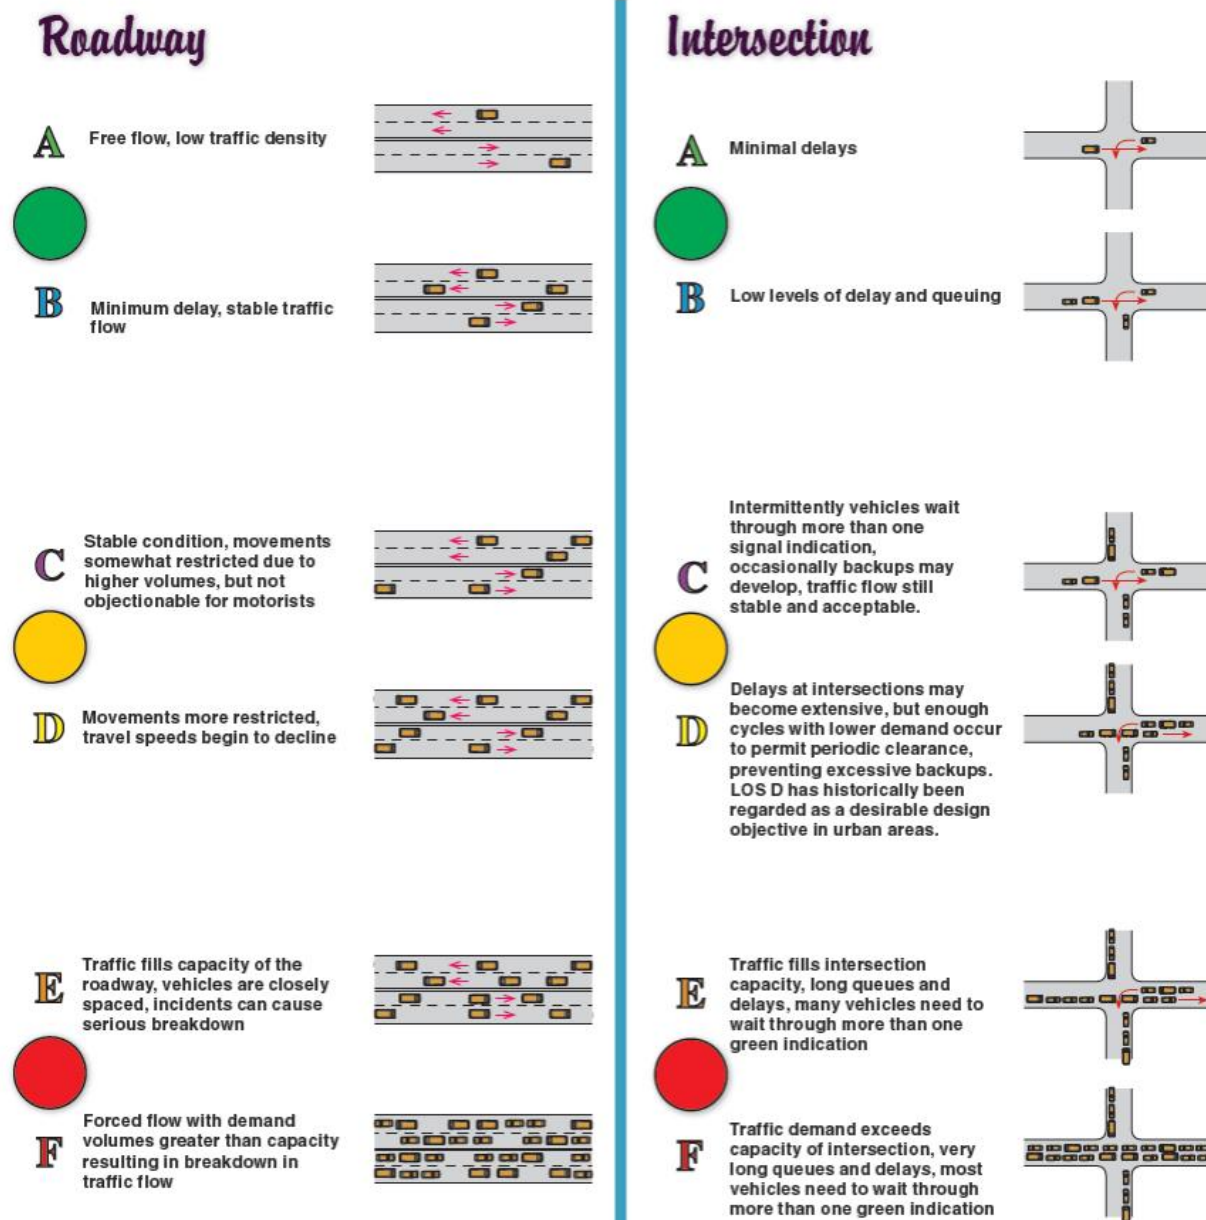 Roadway
A
Free flow, low traffic density
B
Minimum delay, stable traffic
flow
C
Stable condition, movements
somewhat restricted due to
higher volumes, but not
objectionable for motorists
D
Movements more restricted,
travel speeds begin to decline
E
Traffic fills capacity of the
roadway, vehicles are closely
spaced, incidents can cause
serious breakdown
F
Forced flow with demand
volumes greater than capacity
resulting in breakdown in
traffic flow
Intersection
A
Minimal delays
B
Low levels of delay and queuing
C
Intermittently vehicles wait
through more than one
signal indication,
occasionally backups may
develop, traffic flow still
stable and acceptable.
D
Delays at intersections may
become extensive, but enough
cycles with lower demand occur
to permit periodic clearance,
preventing excessive backups.
LOS D has historically been
regarded as a desirable design
objective in urban areas.
E
Traffic fills intersection
capacity, long queues and
delays, many vehicles need to
wait through more than one
green indication
F
Traffic demand exceeds
capacity of intersection, very
long queues and delays, most
vehicles need to wait through
more than one green indication